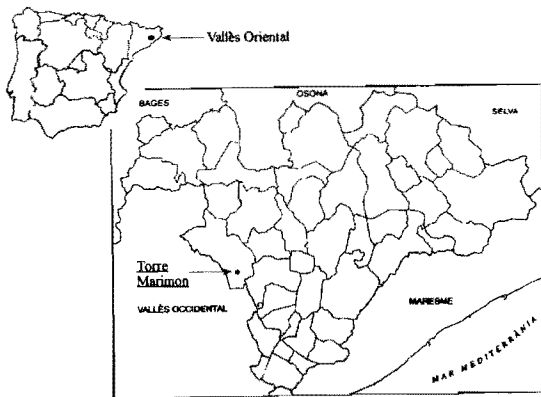 Vallès Oriental
BAGES
OSONA
SELVA
Torre
Marimon
VALLÈS OCCIDENTAL
MARESME
MAR MEDITERRÀNIA